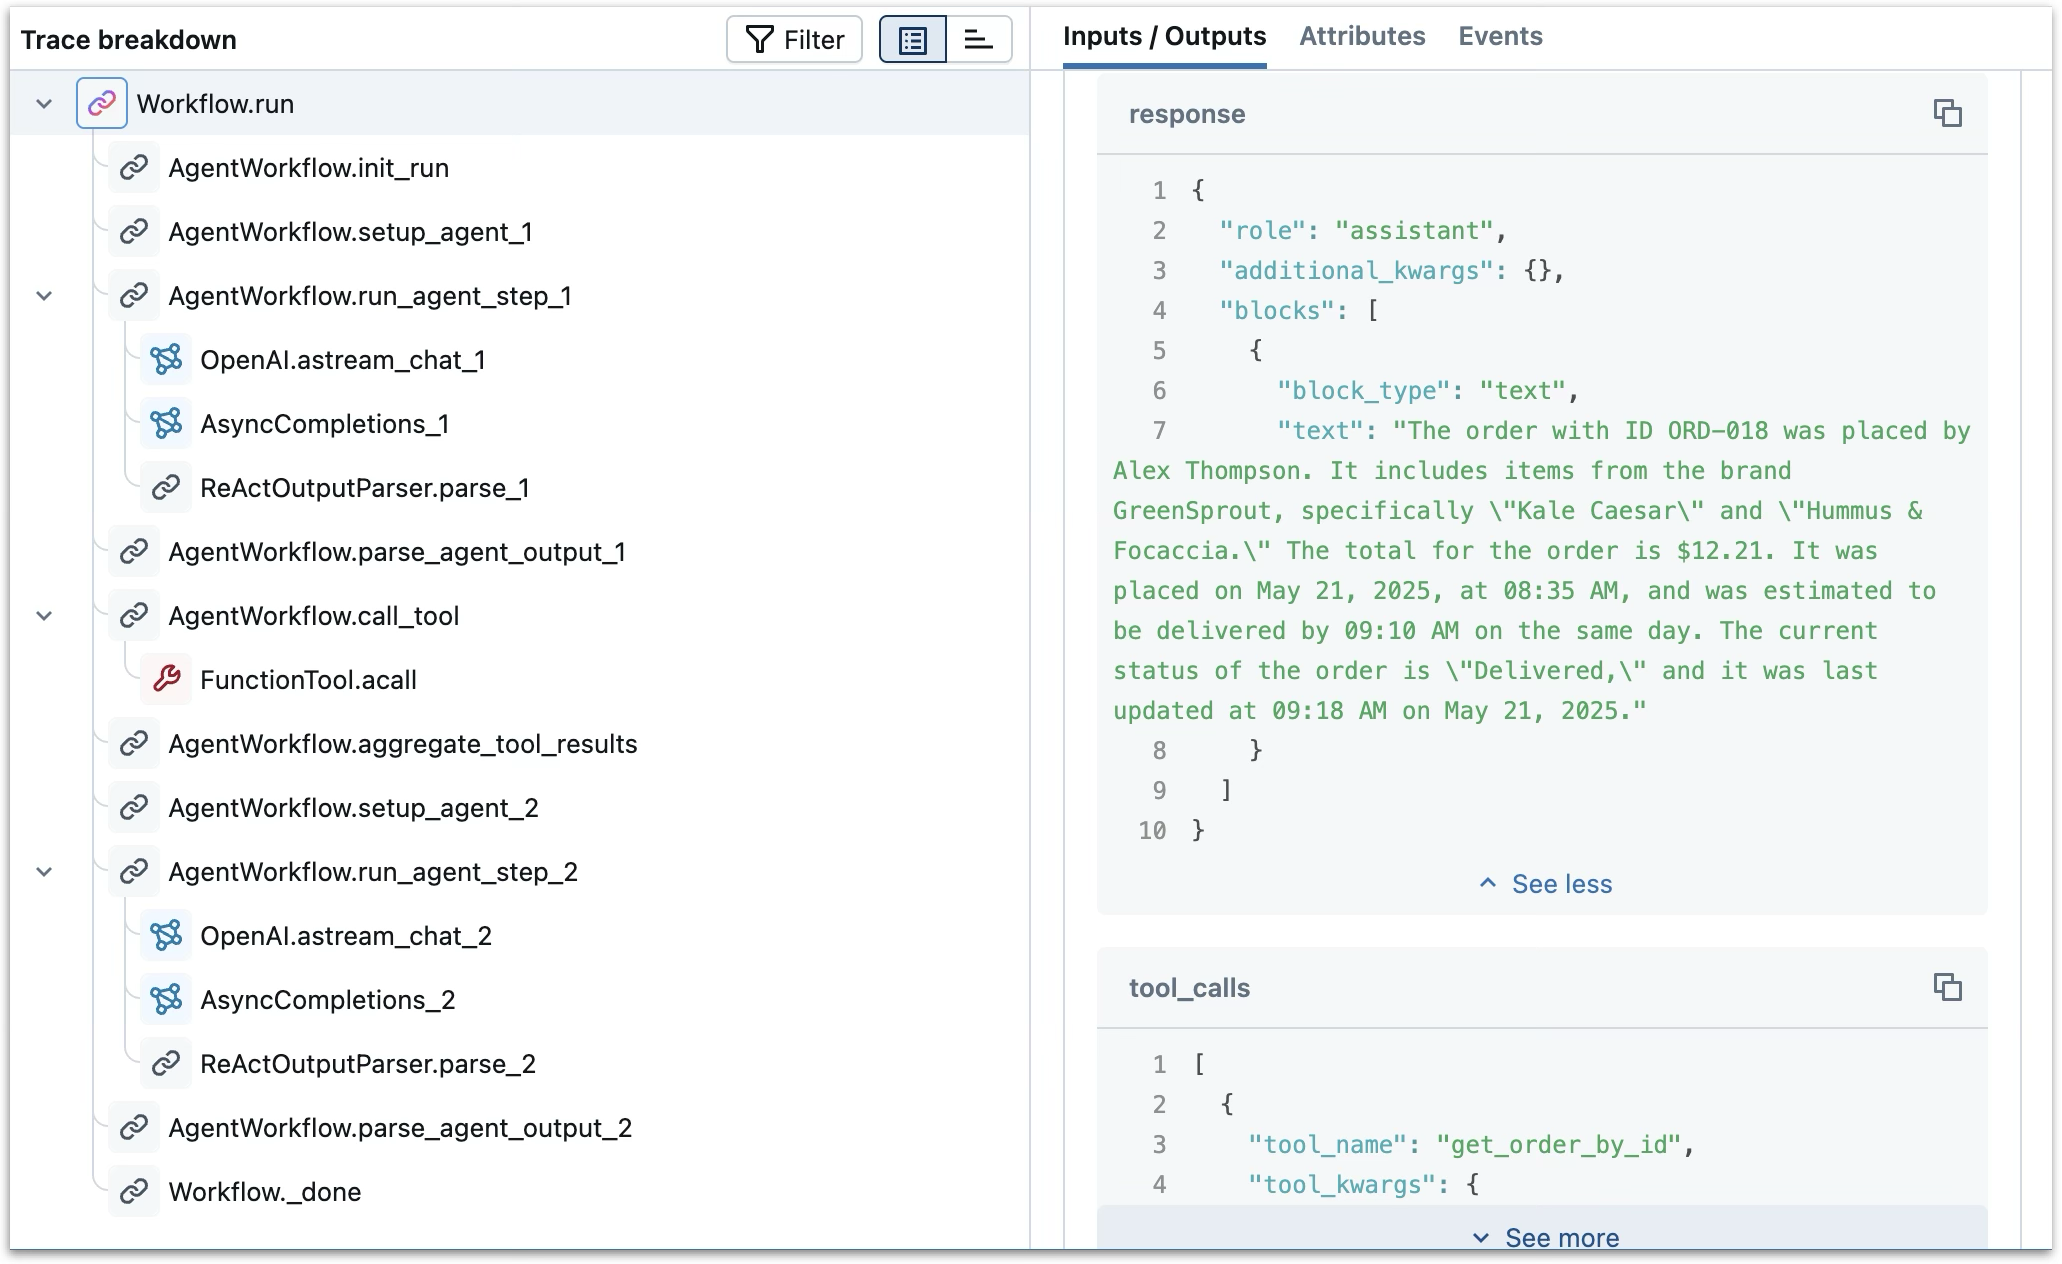 Trace breakdown
Filter
Workflow.run
AgentWorkflow.init_run
AgentWorkflow.setup_agent_1
AgentWorkflow.run_agent_step_1
OpenAI.astream_chat_1
AsyncCompletions_1
ReActOutputParser.parse_1
AgentWorkflow.parse_agent_output_1
AgentWorkflow.call_tool
FunctionTool.acall
AgentWorkflow.aggregate_tool_results
AgentWorkflow.setup_agent_2
AgentWorkflow.run_agent_step_2
OpenAI.astream_chat_2
AsyncCompletions_2
ReActOutputParser.parse_2
AgentWorkflow.parse_agent_output_2
Workflow._done
Inputs / Outputs Attributes Events
response
1 {
2   "role": "assistant",
3   "additional_kwargs": {},
4   "blocks": [
5     {
6       "block_type": "text",
7       "text": "The order with ID ORD-018 was placed by
Alex Thompson. It includes items from the brand
GreenSprout, specifically \"Kale Caesar\" and \"Hummus &
Focaccia.\" The total for the order is $12.21. It was
placed on May 21, 2025, at 08:35 AM, and was estimated to
be delivered by 09:10 AM on the same day. The current
status of the order is \"Delivered,\" and it was last
updated at 09:18 AM on May 21, 2025."
8     }
9   ]
10 }
See less
tool_calls
1 [
2   {
3     "tool_name": "get_order_by_id",
4     "tool_kwargs": {
See more